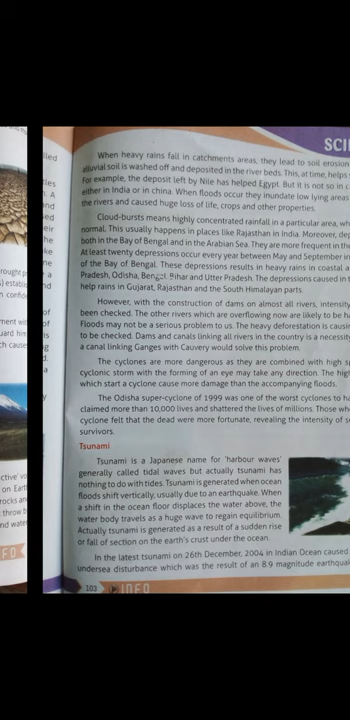 SCI
When heavy rains fall in catchments areas, they lead to soil erosion
alluvial soil is washed off and deposited in the river beds. This, at time, helps
For example, the deposit left by Nile has helped Egypt. But it is not so in c
either in India or in china. When floods occur they inundate low lying areas
the rivers and caused huge loss of life, crops and other properties.
Cloud-bursts means highly concentrated rainfall in a particular area, wh
normal. This usually happens in places like Rajasthan in India. Moreover, dep
both in the Bay of Bengal and in the Arabian Sea. They are more frequent in the
At least twenty depressions occur every year between May and September in
of the Bay of Bengal. These depressions results in heavy rains in coastal a
Pradesh, Odisha, Bengal, Bihar and Uttar Pradesh. The depressions caused in t
help rains in Gujarat, Rajasthan and the South Himalayan parts.
However, with the construction of dams on almost all rivers, intensity
been checked. The other rivers which are overflowing now are likely to be ha
Floods may not be a serious problem to us. The heavy deforestation is causin
to be checked. Dams and canals linking all rivers in the country is a necessity
a canal linking Ganges with Cauvery would solve this problem.
The cyclones are more dangerous as they are combined with high sp
cyclonic storm with the forming of an eye may take any direction. The high
which start a cyclone cause more damage than the accompanying floods.
The Odisha super-cyclone of 1999 was one of the worst cyclones to ha
claimed more than 10,000 lives and shattered the lives of millions. Those who
cyclone felt that the dead were more fortunate, revealing the intensity of su
survivors.
Tsunami
Tsunami is a Japanese name for 'harbour waves'
generally called tidal waves but actually tsunami has
nothing to do with tides. Tsunami is generated when ocean
floods shift vertically, usually due to an earthquake. When
a shift in the ocean floor displaces the water above, the
water body travels as a huge wave to regain equilibrium.
Actually tsunami is generated as a result of a sudden rise
or fall of section on the earth's crust under the ocean.
In the latest tsunami on 26th December, 2004 in Indian Ocean caused
undersea disturbance which was the result of an 8.9 magnitude earthquak
103 INFO